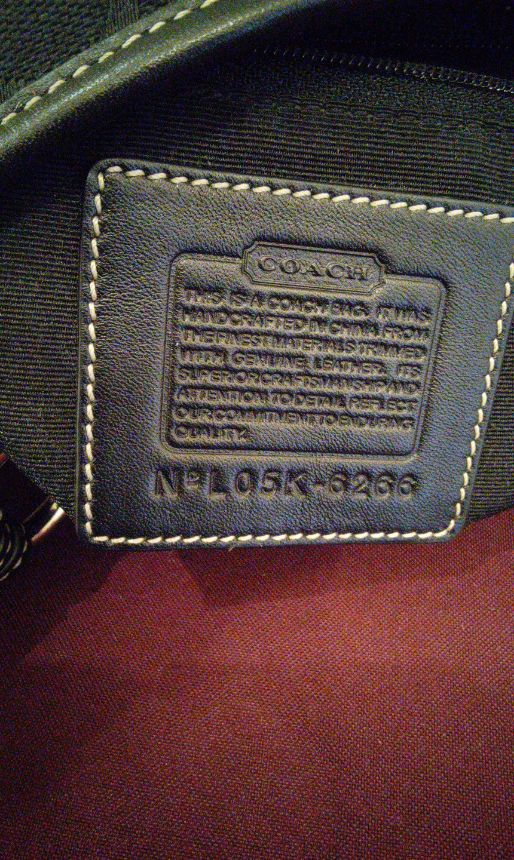 COACH
THIS IS A COACH BAG. IT WAS
HANDCRAFTED IN CHINA FROM
THE FINEST MATERIALS TRIMMED
WITH GENUINE LEATHER. ITS
SUPERIOR CRAFTSMANSHIP AND
ATTENTION TO DETAIL REFLECT
OUR COMMITMENT TO ENDURING
QUALITY.
Nº L05K-6266